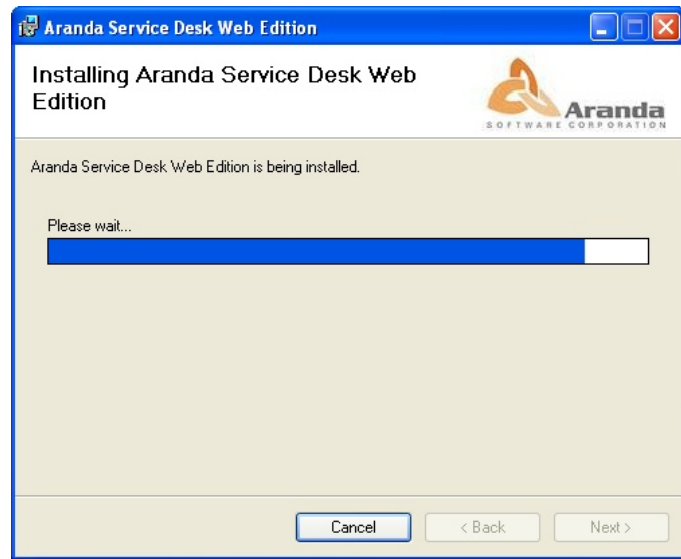 Aranda Service Desk Web Edition
Installing Aranda Service Desk Web
Edition
Aranda
SOFTWARE CORPORATION
Aranda Service Desk Web Edition is being installed.
Please wait...
Cancel
< Back
Next >